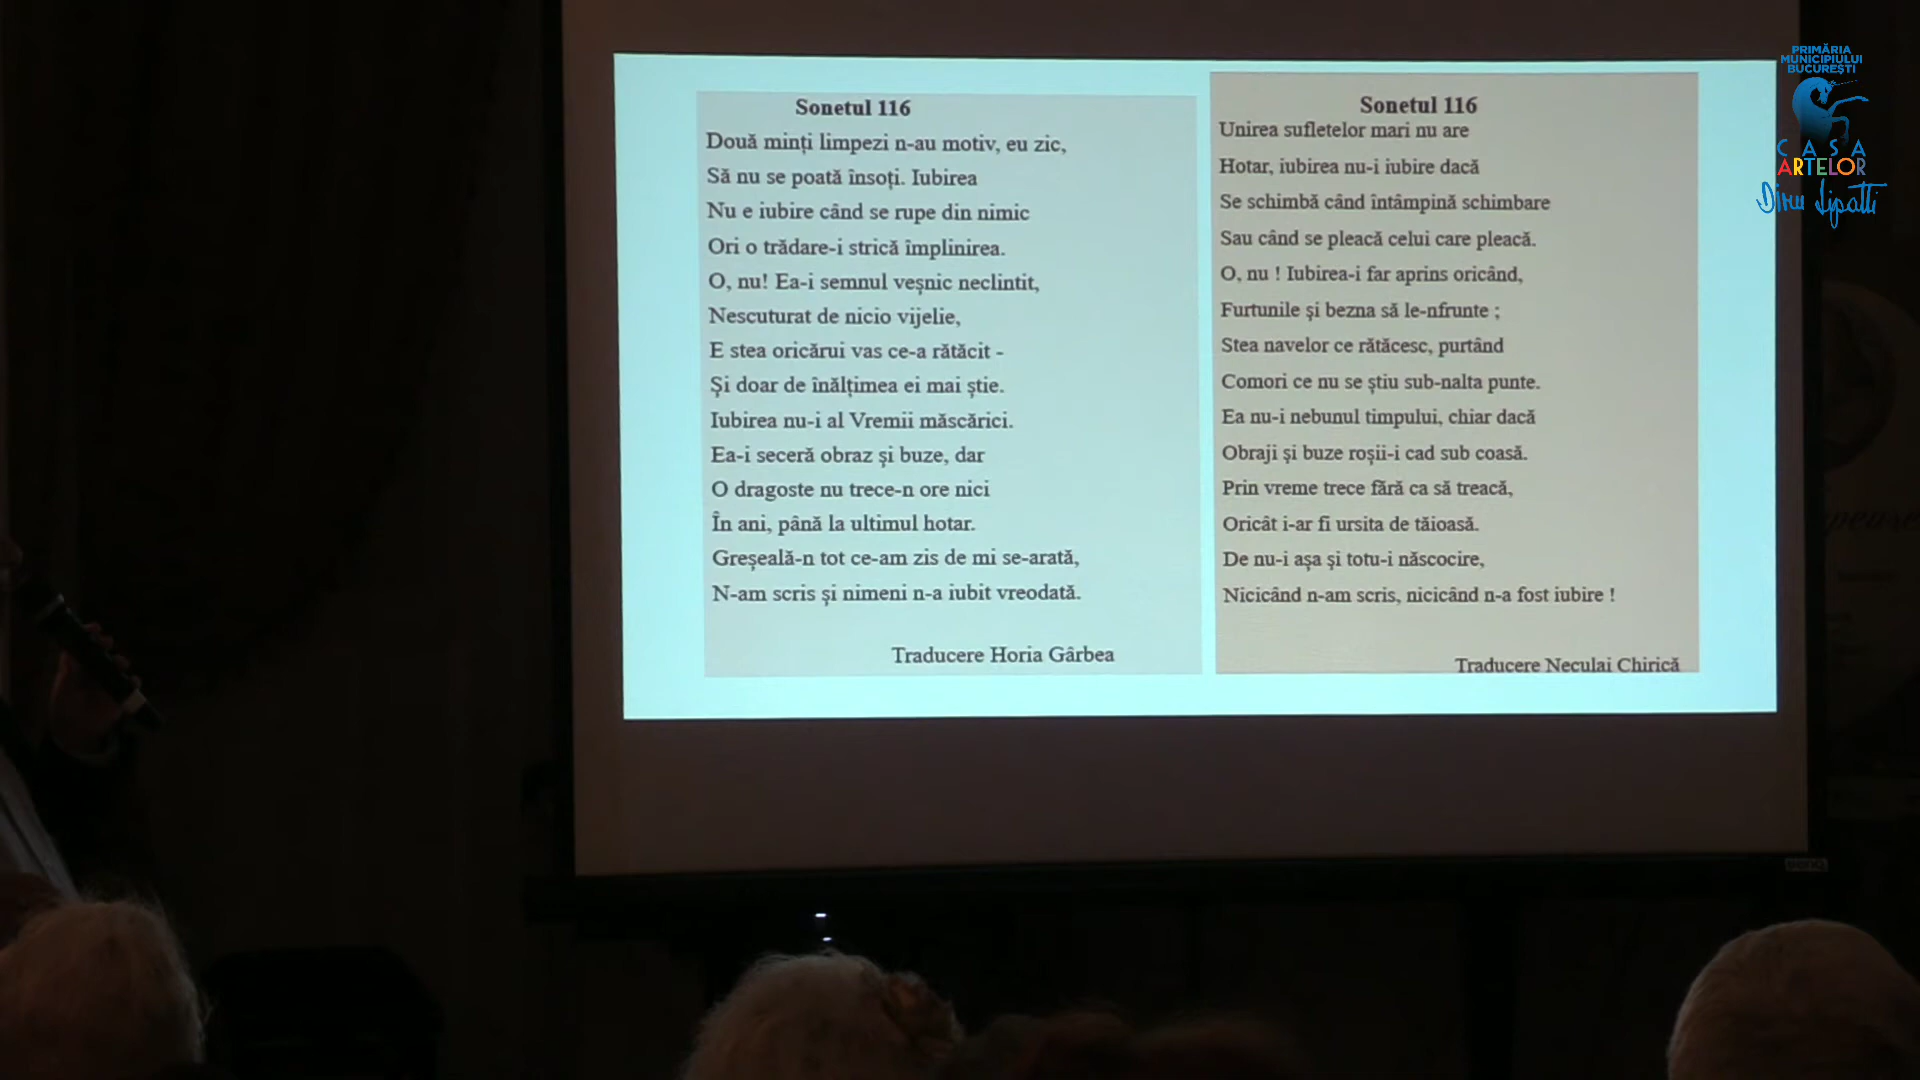 Sonetul 116
Două minți limpezi n-au motiv, eu zic,
Să nu se poată însoți. Iubirea
Nu e iubire când se rupe din nimic
Ori o trădare-i strică împlinirea.
O, nu! Ea-i semnul veșnic neclintit,
Nescuturat de nicio vijelie,
E stea oricărui vas ce-a rătăcit -
Și doar de înălțimea ei mai știe.
Iubirea nu-i al Vremii măscărici.
Ea-i seceră obraz și buze, dar
O dragoste nu trece-n ore nici
În ani, până la ultimul hotar.
Greșeală-n tot ce-am zis de mi se-arată,
N-am scris și nimeni n-a iubit vreodată.
Traducere Horia Gârbea
Sonetul 116
Unirea sufletelor mari nu are
Hotar, iubirea nu-i iubire dacă
Se schimbă când întâmpină schimbare
Sau când se pleacă celui care pleacă.
O, nu ! Iubirea-i far aprins oricând,
Furtunile și bezna să le-nfrunte ;
Stea navelor ce rătăcesc, purtând
Comori ce nu se știu sub-nalta punte.
Ea nu-i nebunul timpului, chiar dacă
Obraji și buze roșii-i cad sub coasă.
Prin vreme trece fără ca să treacă,
Oricât i-ar fi ursita de tăioasă.
De nu-i așa și totu-i născocire,
Nicicând n-am scris, nicicând n-a fost iubire !
Traducere Neculai Chirică
PRIMĂRIA
MUNICIPIULUI
BUCUREȘTI
CASA
ARTELOR
Dinu Lipatti